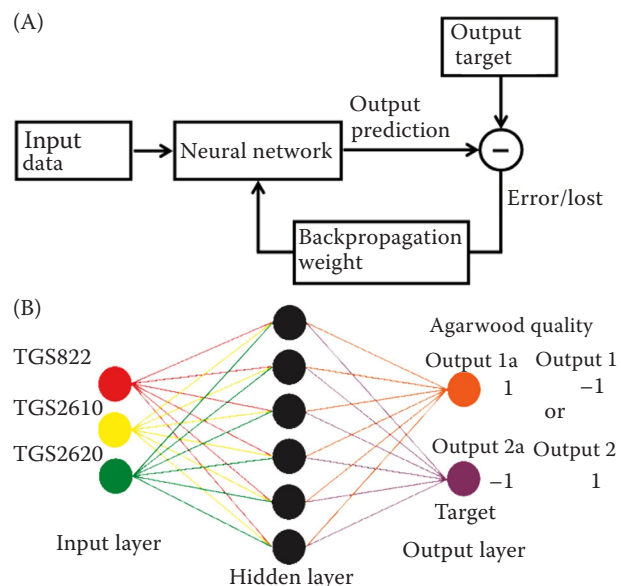 (A)
Output
target
Output
prediction
Input
data
Neural network
−
Error/lost
Backpropagation
weight
(B)
Agarwood quality
TGS822
Output 1a
Output 1
1
−1
TGS2610
or
TGS2620
Output 2a
Output 2
−1
1
Target
Input layer
Output layer
Hidden layer